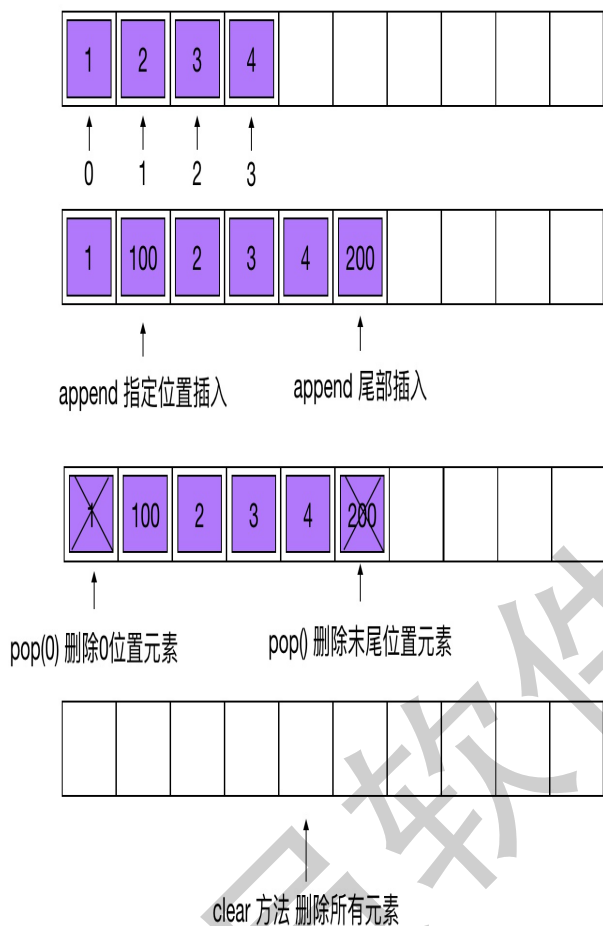 1 2 3 4
0 1 2 3
1 100 2 3 4 200
append 指定位置插入 append 尾部插入
1 100 2 3 4 200
pop(0) 删除0位置元素 pop() 删除末尾位置元素
clear 方法 删除所有元素
软件